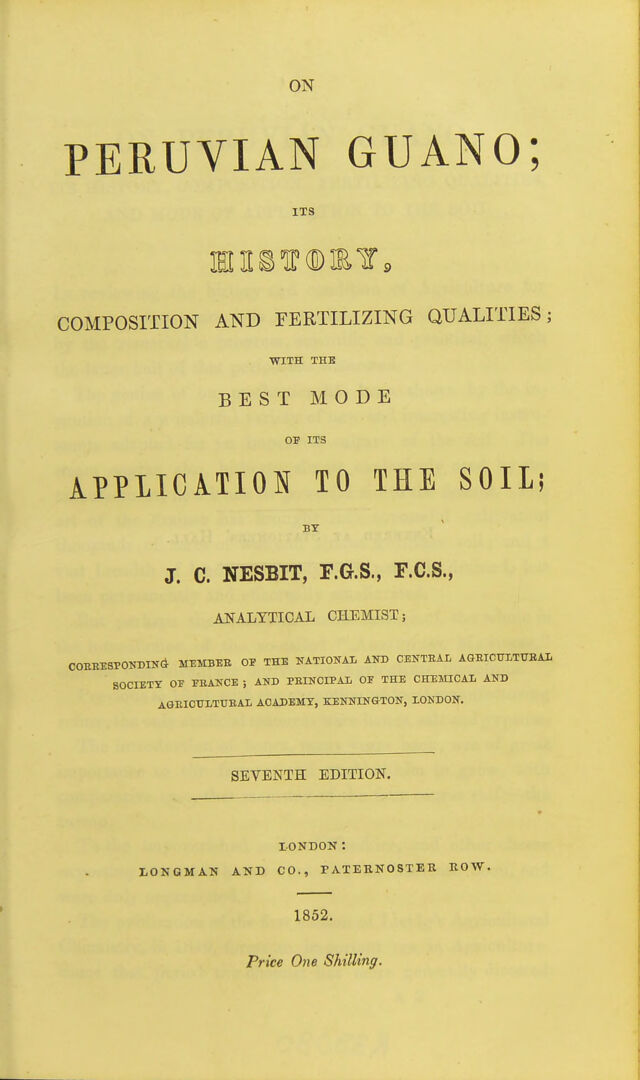 ON
PERUVIAN GUANO;
ITS
HISTORY,
COMPOSITION AND FERTILIZING QUALITIES;
WITH THE
BEST MODE
OF ITS
APPLICATION TO THE SOIL;
BY
J. C. NESBIT, F.G.S., F.C.S.,
ANALYTICAL CHEMIST;
CORRESPONDING MEMBER OF THE NATIONAL AND CENTRAL AGRICULTURAL
SOCIETY OF FRANCE; AND PRINCIPAL OF THE CHEMICAL AND
AGRICULTURAL ACADEMY, KENNINGTON, LONDON.
SEVENTH EDITION.
LONDON:
LONGMAN AND CO., PATERNOSTER ROW.
1852.
Price One Shilling.